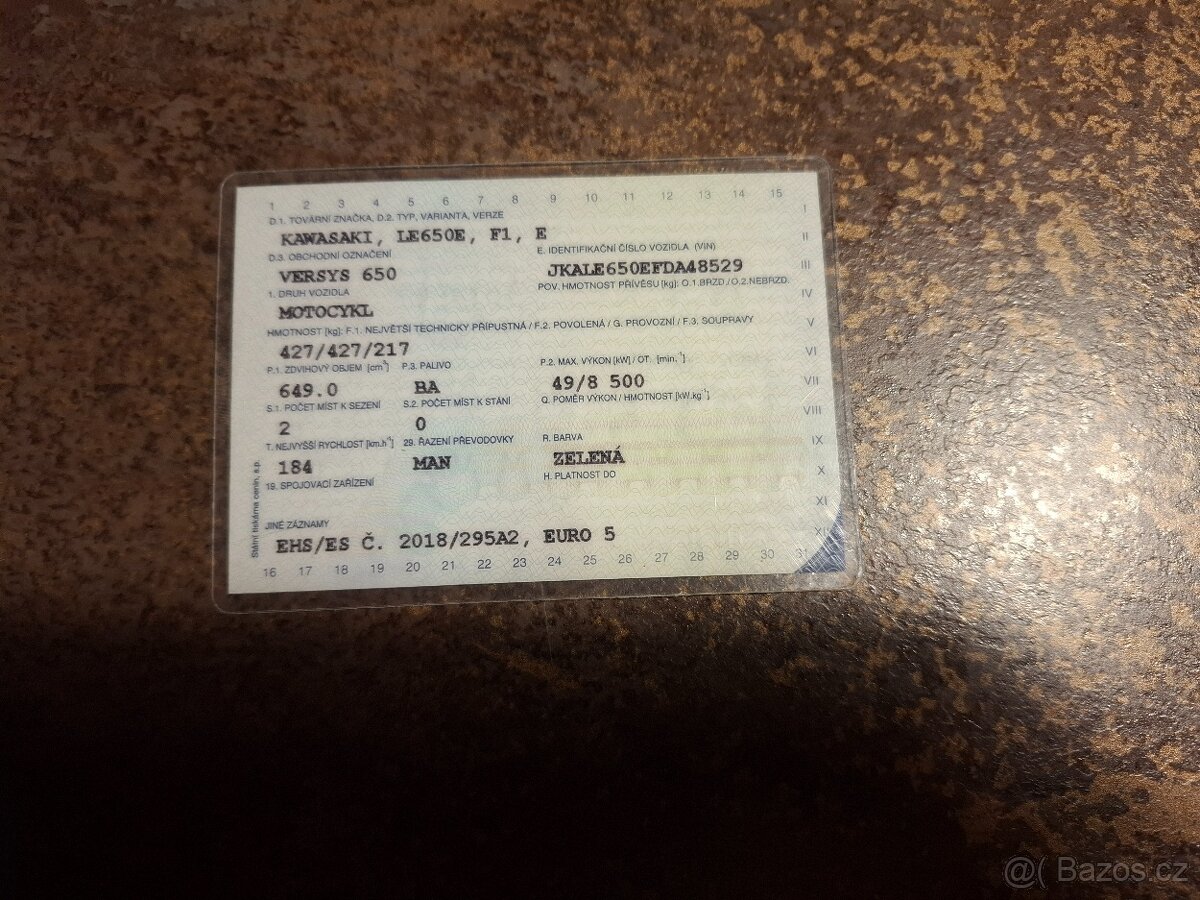 1 2 3 4 5 6 7 8 9 10 11 12 13 14 15
D.1. TOVÁRNÍ ZNAČKA, D.2. TYP, VARIANTA, VERZE
I
KAWASAKI, LE650E, F1, E
II
D.3. OBCHODNÍ OZNAČENÍ
E. IDENTIFIKAČNÍ ČÍSLO VOZIDLA (VIN)
VERSYS 650
JKALE650EFDA48529
III
1. DRUH VOZIDLA
POV. HMOTNOST PŘÍVĚSU [kg]: O.1.BRZD./O.2.NEBRZD.
MOTOCYKL
IV
HMOTNOST [kg]: F.1. NEJVĚTŠÍ TECHNICKY PŘÍPUSTNÁ / F.2. POVOLENÁ / G. PROVOZNÍ / F.3. SOUPRAVY
V
427/427/217
VI
P.1. ZDVIHOVÝ OBJEM [cm³]
P.3. PALIVO
P.2. MAX. VÝKON [kW] / OT. [min.⁻¹]
649.0
BA
49/8 500
VII
S.1. POČET MÍST K SEZENÍ
S.2. POČET MÍST K STÁNÍ
Q. POMĚR VÝKON / HMOTNOST [kW.kg⁻¹]
2
0
VIII
T. NEJVYŠŠÍ RYCHLOST [km.h⁻¹]
29. ŘAZENÍ PŘEVODOVKY
R. BARVA
IX
184
MAN
ZELENÁ
X
19. SPOJOVACÍ ZAŘÍZENÍ
H. PLATNOST DO
XI
JINÉ ZÁZNAMY
EHS/ES Č. 2018/295A2, EURO 5
16 17 18 19 20 21 22 23 24 25 26 27 28 29 30 31
Státní tiskárna cenin, s.p.
@( Bazos.cz